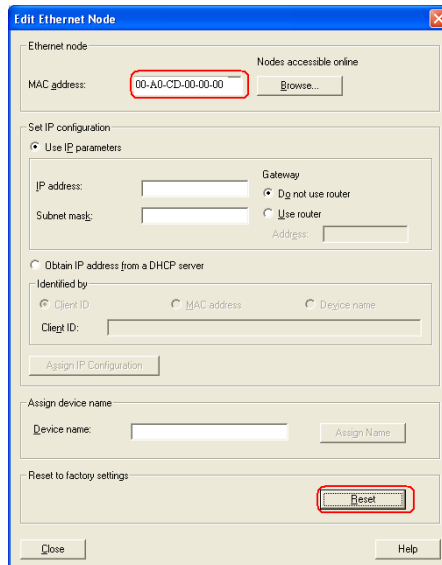 Edit Ethernet Node
Ethernet node
Nodes accessible online
MAC address: 00-A0-CD-00-00-00 Browse...
Set IP configuration
Use IP parameters
Gateway
IP address: Do not use router
Subnet mask: Use router
Address:
Obtain IP address from a DHCP server
Identified by
Client ID MAC address Device name
Client ID:
Assign IP Configuration
Assign device name
Device name: Assign Name
Reset to factory settings
Reset
Close Help